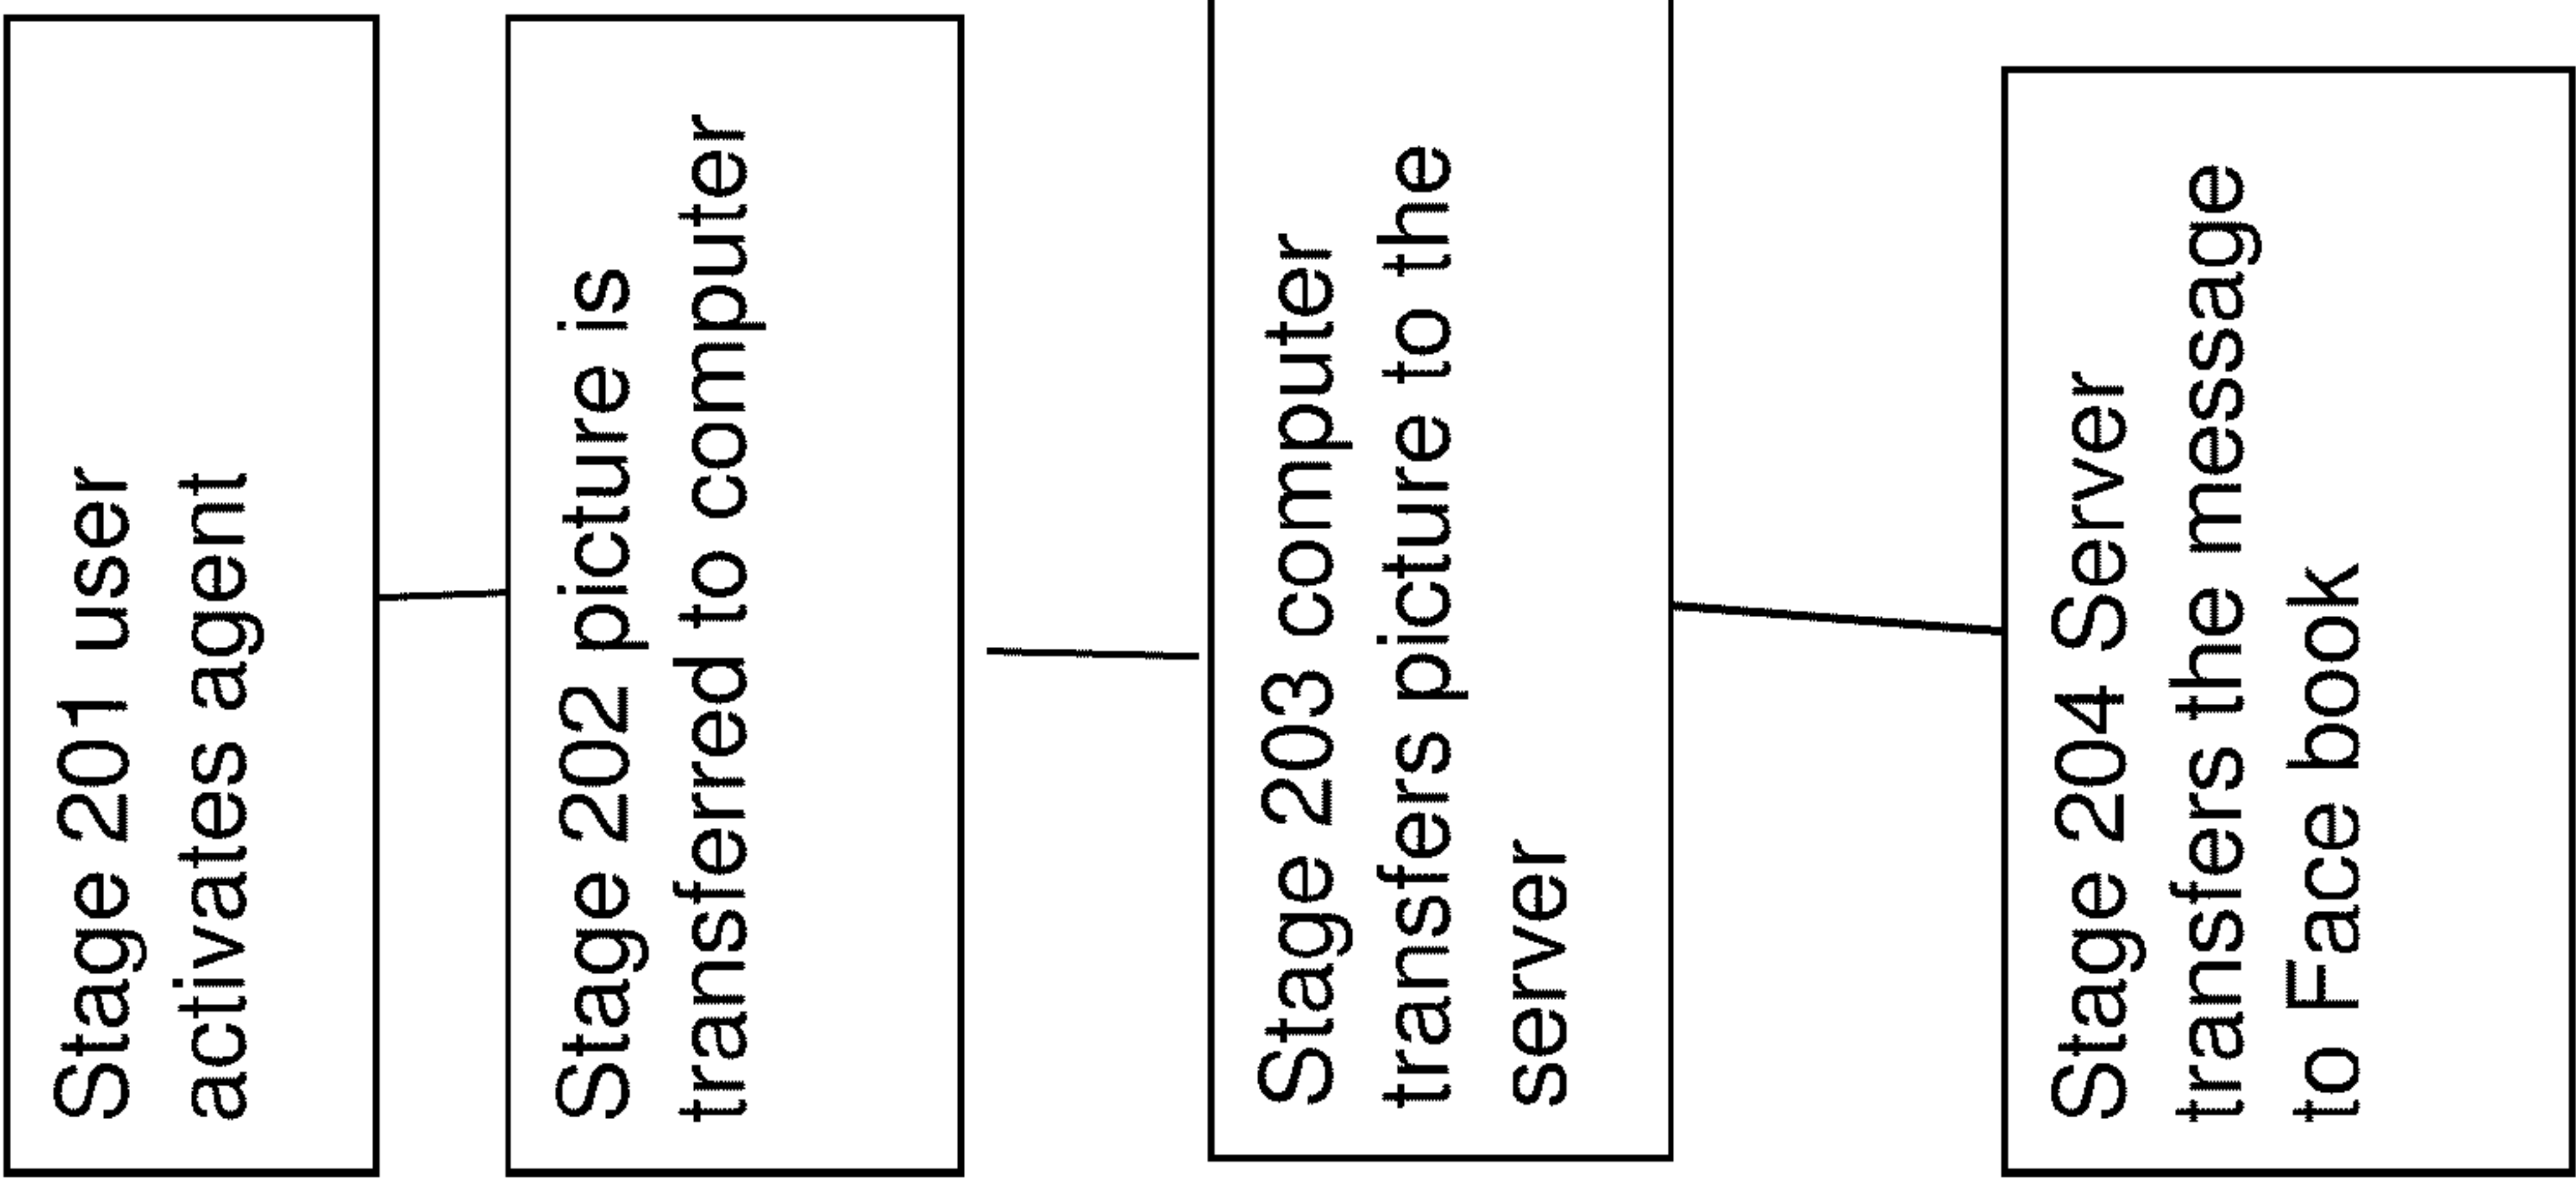 Stage 201 user
activates agent
Stage 202 picture is
transferred to computer
Stage 203 computer
transfers picture to the
server
Stage 204 Server
transfers the message
to Face book